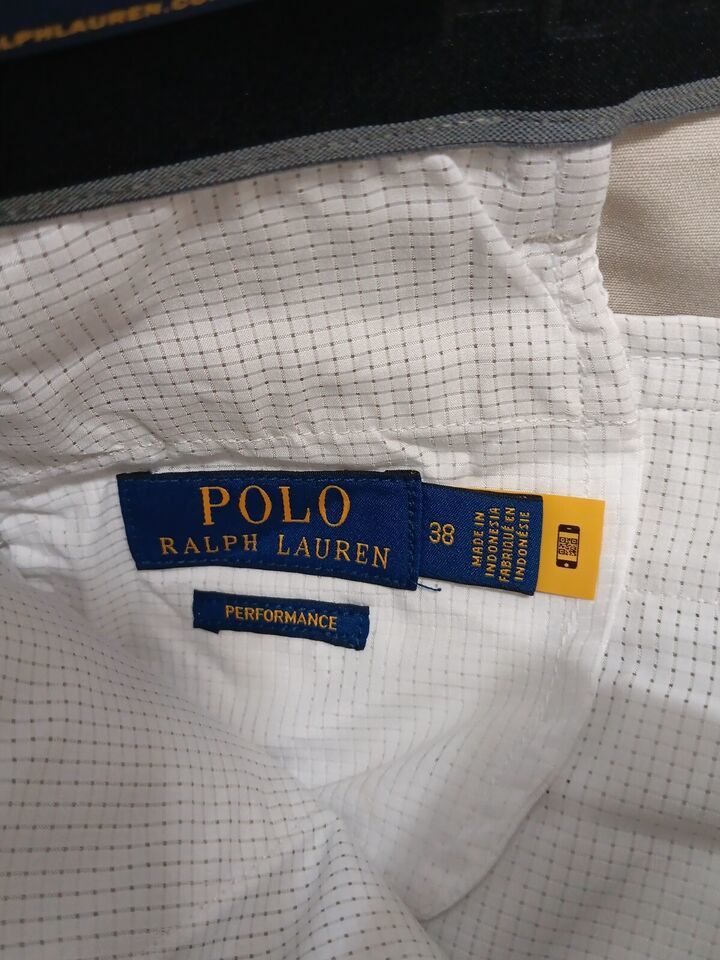 LPHLAUREN.CO
POLO
RALPH LAUREN
38
MADE IN
INDONESIA
FABRIQUÉ EN
INDONÉSIE
PERFORMANCE